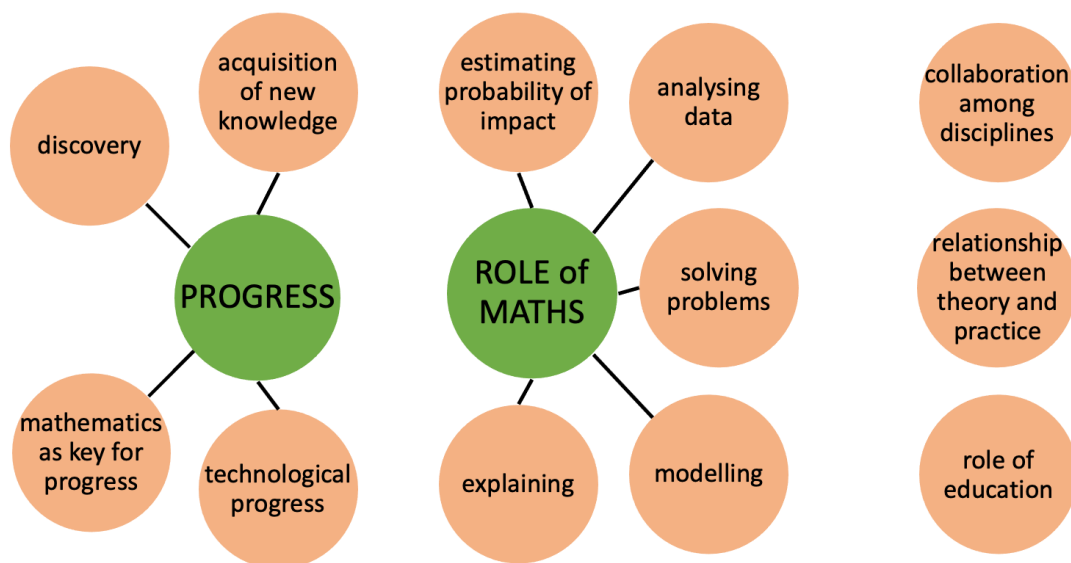 discovery
acquisition
of new
knowledge
PROGRESS
mathematics
as key for
progress
technological
progress
estimating
probability of
impact
analysing
data
ROLE of
MATHS
solving
problems
explaining
modelling
collaboration
among
disciplines
relationship
between
theory and
practice
role of
education